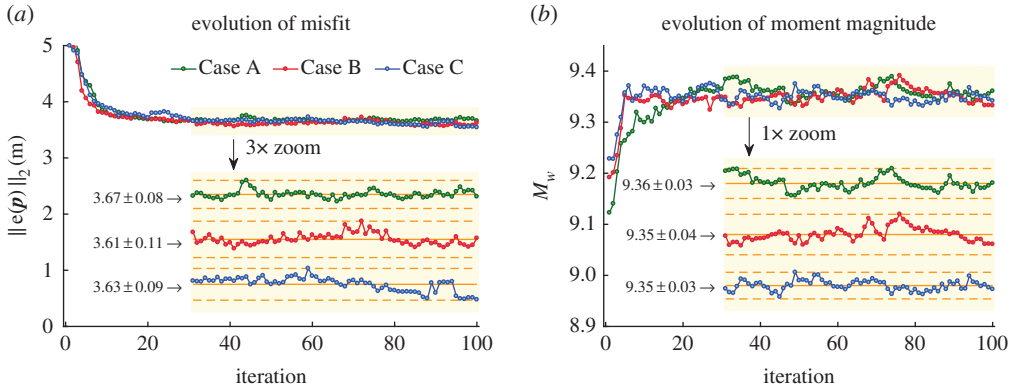 (a)
evolution of misfit
5
4
3
2
1
0
|| e(p) ||2 (m)
Case A
Case B
Case C
3× zoom
3.67 ± 0.08 →
3.61 ± 0.11 →
3.63 ± 0.09 →
0 20 40 60 80 100
iteration
(b)
evolution of moment magnitude
9.4
9.3
9.2
9.1
9.0
8.9
Mw
1× zoom
9.36 ± 0.03 →
9.35 ± 0.04 →
9.35 ± 0.03 →
0 20 40 60 80 100
iteration